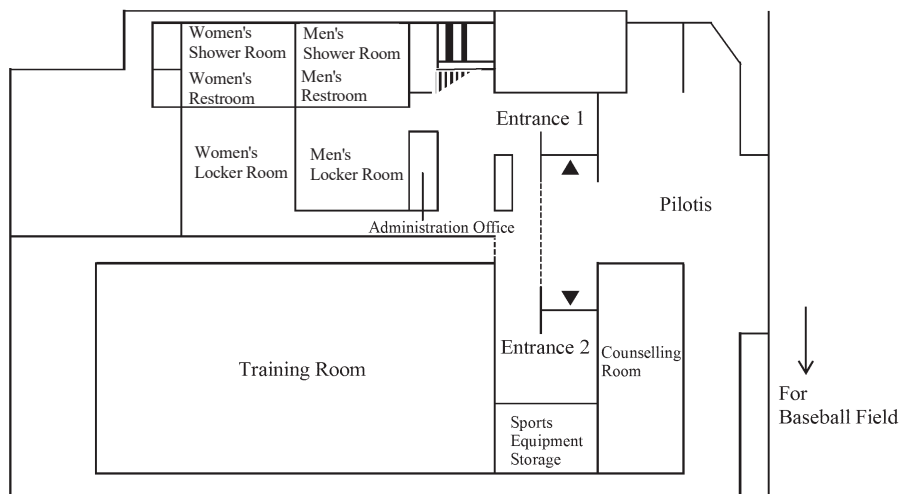 Women's
Shower Room
Men's
Shower Room
Women's
Restroom
Men's
Restroom
Entrance 1
Women's
Locker Room
Men's
Locker Room
Pilotis
Administration Office
Training Room
Entrance 2
Counselling
Room
For
Baseball Field
Sports
Equipment
Storage